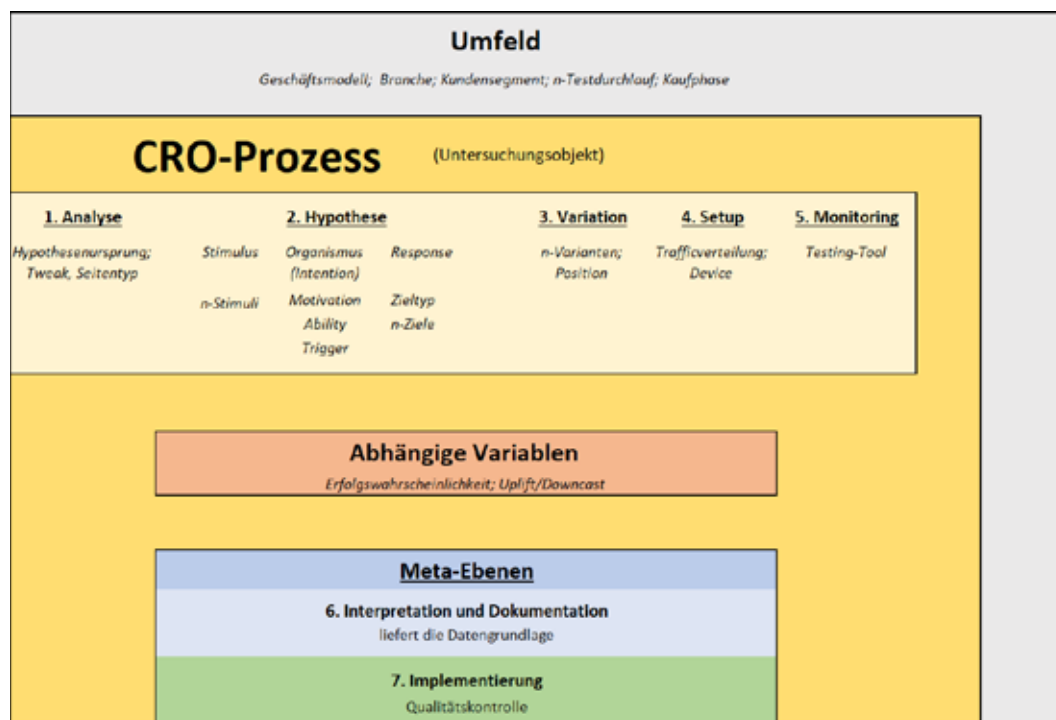 Umfeld
Geschäftsmodell; Branche; Kundensegment; n-Testdurchlauf; Kaufphase
CRO-Prozess (Untersuchungsobjekt)
1. Analyse
Hypothesenursprung;
Tweak, Seitentyp
2. Hypothese
Stimulus
n-Stimuli
Organismus
(Intention)
Motivation
Ability
Trigger
Response
Zieltyp
n-Ziele
3. Variation
n-Varianten;
Position
4. Setup
Trafficverteilung;
Device
5. Monitoring
Testing-Tool
Abhängige Variablen
Erfolgswahrscheinlichkeit; Uplift/Downcast
Meta-Ebenen
6. Interpretation und Dokumentation
liefert die Datengrundlage
7. Implementierung
Qualitätskontrolle